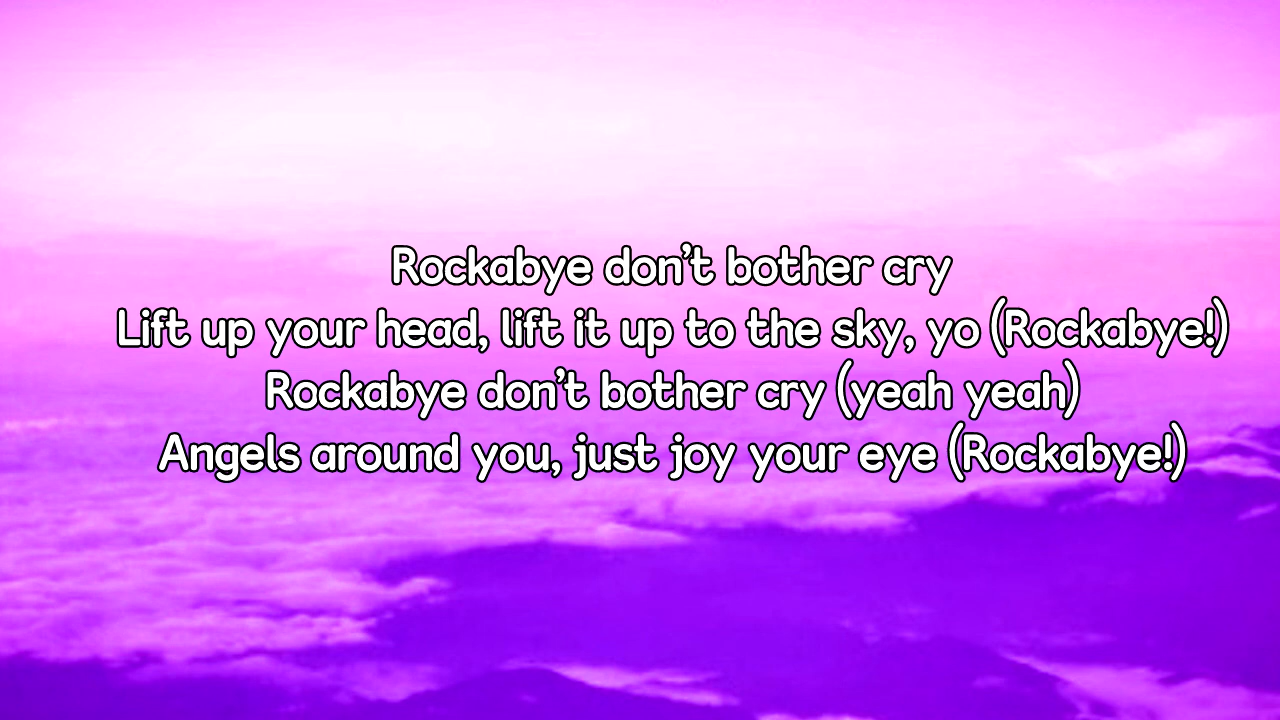 Rockabye don't bother cry
Lift up your head, lift it up to the sky, yo (Rockabye!)
Rockabye don't bother cry (yeah yeah)
Angels around you, just joy your eye (Rockabye!)